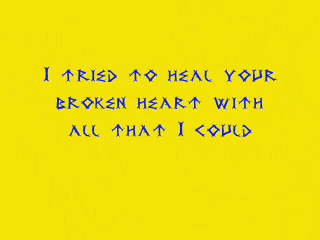 I tried to heal your
broken heart with
all that I could